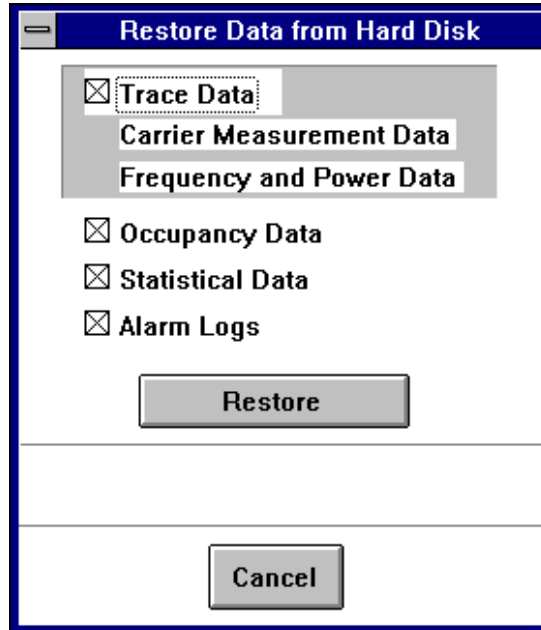 Restore Data from Hard Disk
Trace Data
Carrier Measurement Data
Frequency and Power Data
Occupancy Data
Statistical Data
Alarm Logs
Restore
Cancel